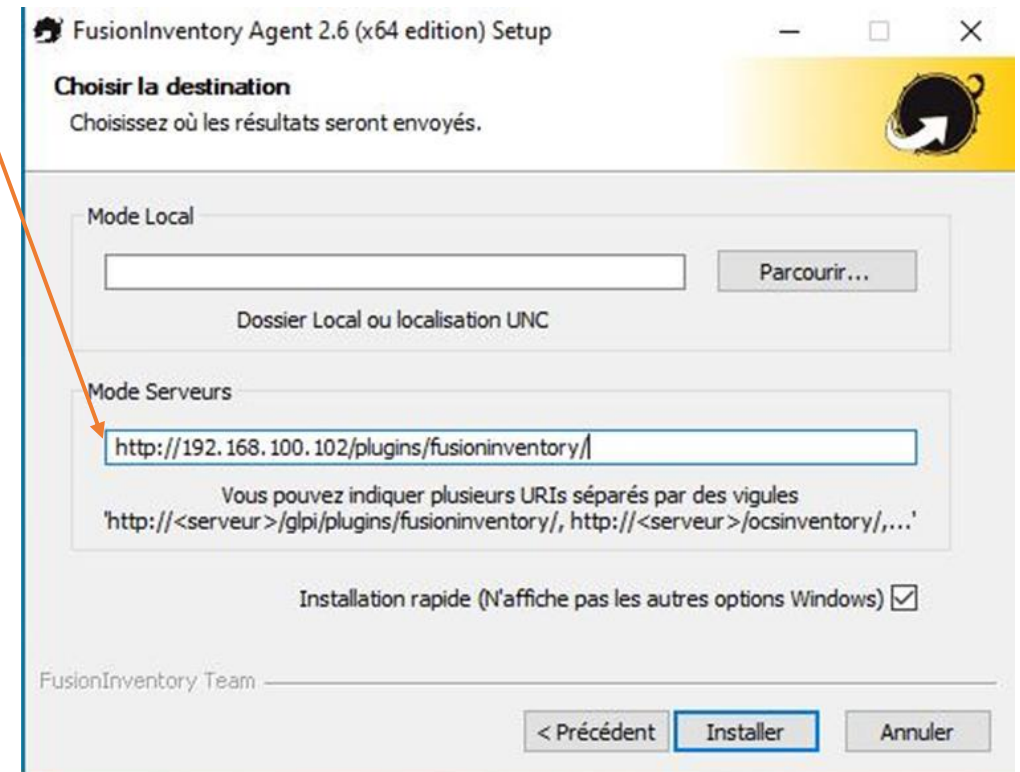 FusionInventory Agent 2.6 (x64 edition) Setup
Choisir la destination
Choisissez où les résultats seront envoyés.
Mode Local
Parcourir...
Dossier Local ou localisation UNC
Mode Serveurs
http://192.168.100.102/plugins/fusioninventory/
Vous pouvez indiquer plusieurs URIs séparés par des vigules
'http://<serveur>/glpi/plugins/fusioninventory/, http://<serveur>/ocsinventory/,...'
Installation rapide (N'affiche pas les autres options Windows)
FusionInventory Team
< Précédent Installer Annuler